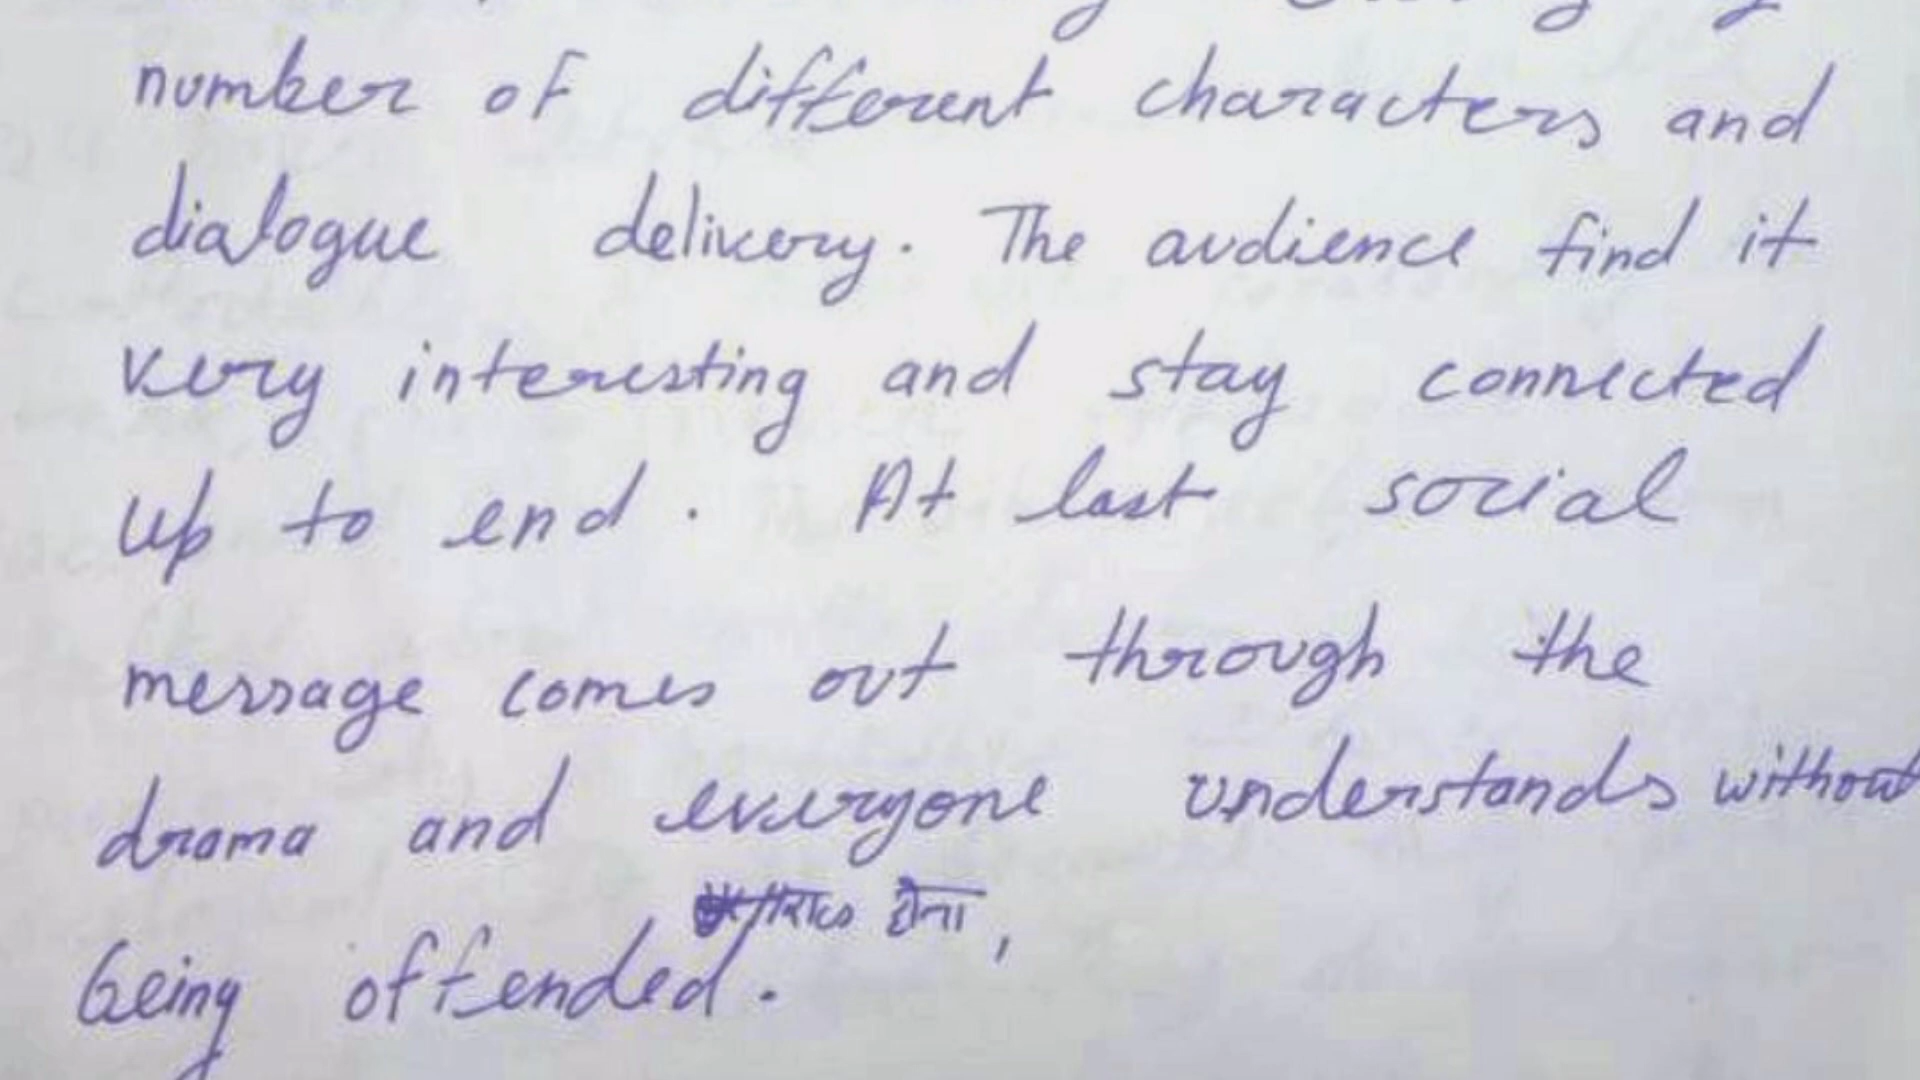 number of different characters and
dialogue delivery. The audience find it
very interesting and stay connected
up to end. At last social
message comes out through the
drama and everyone understands without
होना,
being offended.